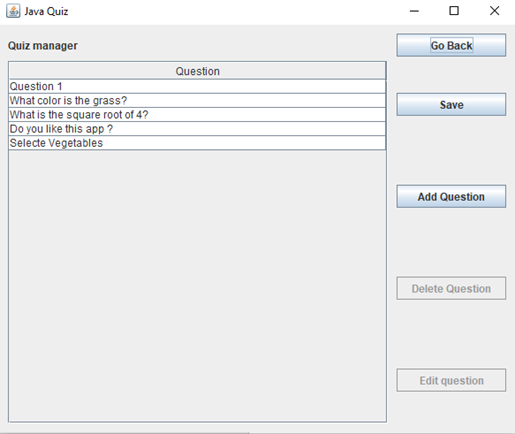 Java Quiz
Quiz manager
Go Back
Question
Question 1
What color is the grass?
What is the square root of 4?
Do you like this app ?
Selecte Vegetables
Save
Add Question
Delete Question
Edit question